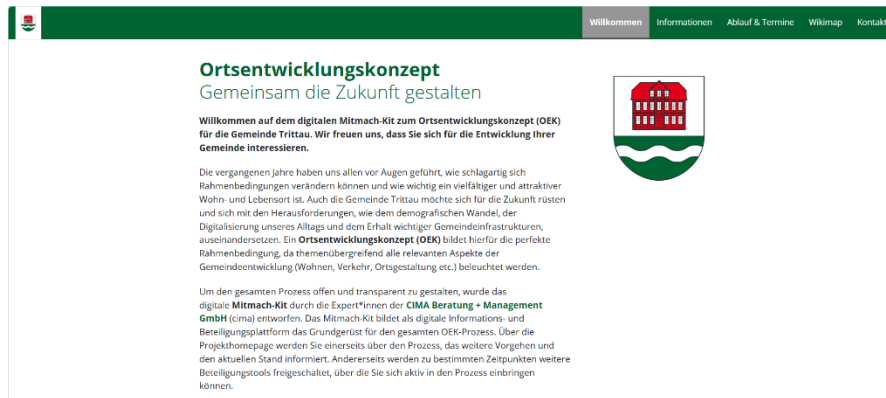 Willkommen Informationen Ablauf & Termine Wikimap Kontakt
Ortsentwicklungskonzept
Gemeinsam die Zukunft gestalten
Willkommen auf dem digitalen Mitmach-Kit zum Ortsentwicklungskonzept (OEK)
für die Gemeinde Trittau. Wir freuen uns, dass Sie sich für die Entwicklung Ihrer
Gemeinde interessieren.
Die vergangenen Jahre haben uns allen vor Augen geführt, wie schlagartig sich
Rahmenbedingungen verändern können und wie wichtig ein vielfältiger und attraktiver
Wohn- und Lebensort ist. Auch die Gemeinde Trittau möchte sich für die Zukunft rüsten
und sich mit den Herausforderungen, wie dem demografischen Wandel, der
Digitalisierung unseres Alltags und dem Erhalt wichtiger Gemeindeinfrastrukturen,
auseinandersetzen. Ein Ortsentwicklungskonzept (OEK) bildet hierfür die perfekte
Rahmenbedingung, da themenübergreifend alle relevanten Aspekte der
Gemeindeentwicklung (Wohnen, Verkehr, Ortsgestaltung etc.) beleuchtet werden.
Um den gesamten Prozess offen und transparent zu gestalten, wurde das
digitale Mitmach-Kit durch die Expert*innen der CIMA Beratung + Management
GmbH (cima) entworfen. Das Mitmach-Kit bildet als digitale Informations- und
Beteiligungsplattform das Grundgerüst für den gesamten OEK-Prozess. Über die
Projekthomepage werden Sie einerseits über den Prozess, das weitere Vorgehen und
den aktuellen Stand informiert. Andererseits werden zu bestimmten Zeitpunkten weitere
Beteiligungstools freigeschaltet, über die Sie sich aktiv in den Prozess einbringen
können.